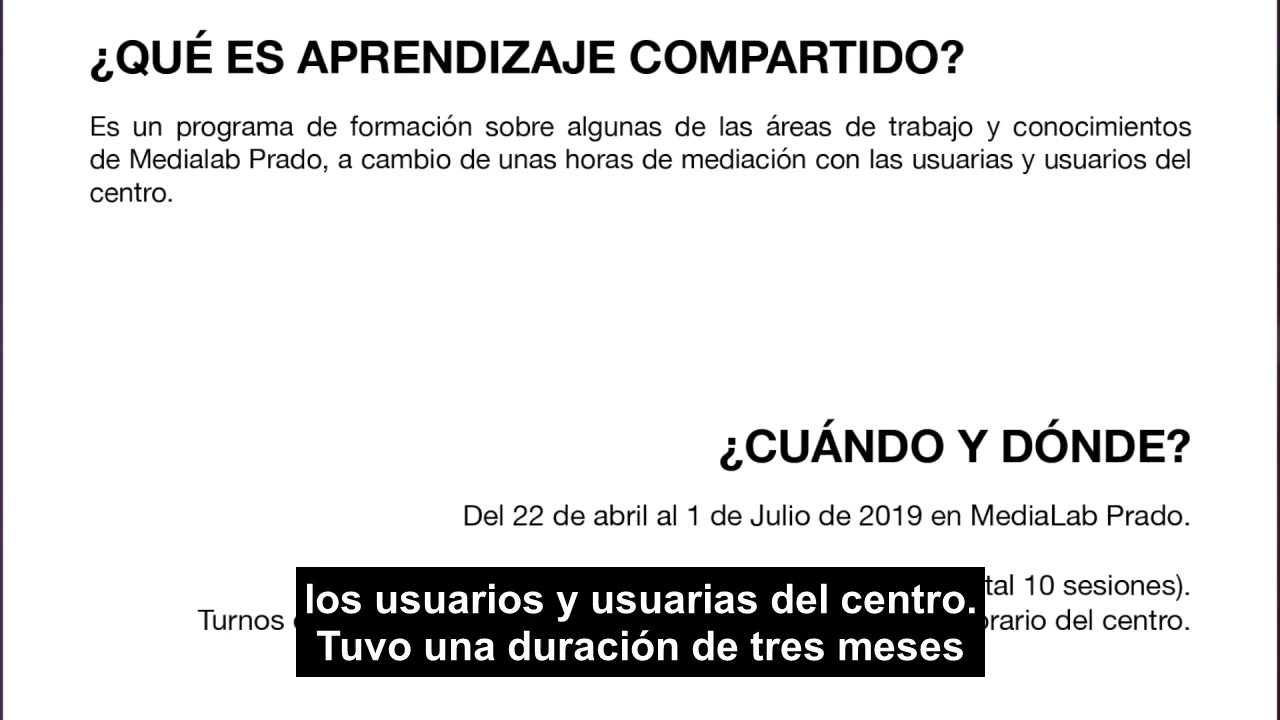 ¿QUÉ ES APRENDIZAJE COMPARTIDO?
Es un programa de formación sobre algunas de las áreas de trabajo y conocimientos
de Medialab Prado, a cambio de unas horas de mediación con las usuarias y usuarios del
centro.
¿CUÁNDO Y DÓNDE?
Del 22 de abril al 1 de Julio de 2019 en MediaLab Prado.
10 sesiones).
Turnos
del centro.
los usuarios y usuarias del centro.
Tuvo una duración de tres meses